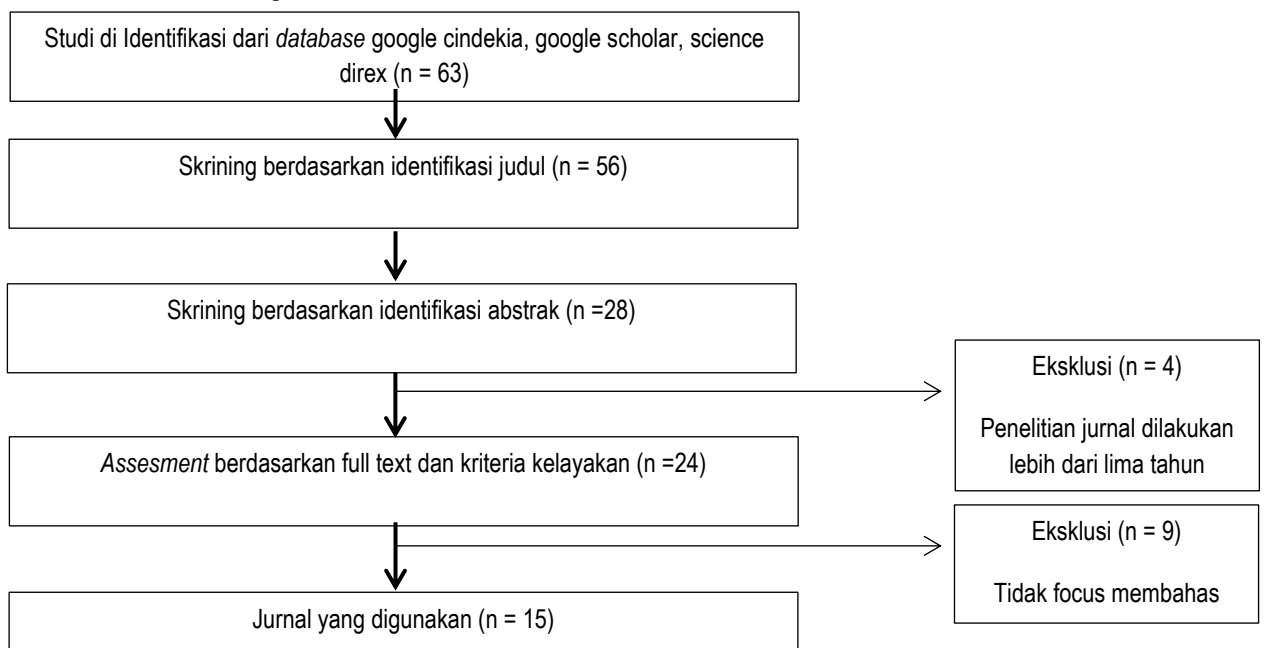 Studi di Identifikasi dari database google cindekia, google scholar, science
direx (n = 63)
Skrining berdasarkan identifikasi judul (n = 56)
Skrining berdasarkan identifikasi abstrak (n =28)
Eksklusi (n = 4)
Penelitian jurnal dilakukan
lebih dari lima tahun
Assesment berdasarkan full text dan kriteria kelayakan (n =24)
Eksklusi (n = 9)
Tidak focus membahas
Jurnal yang digunakan (n = 15)